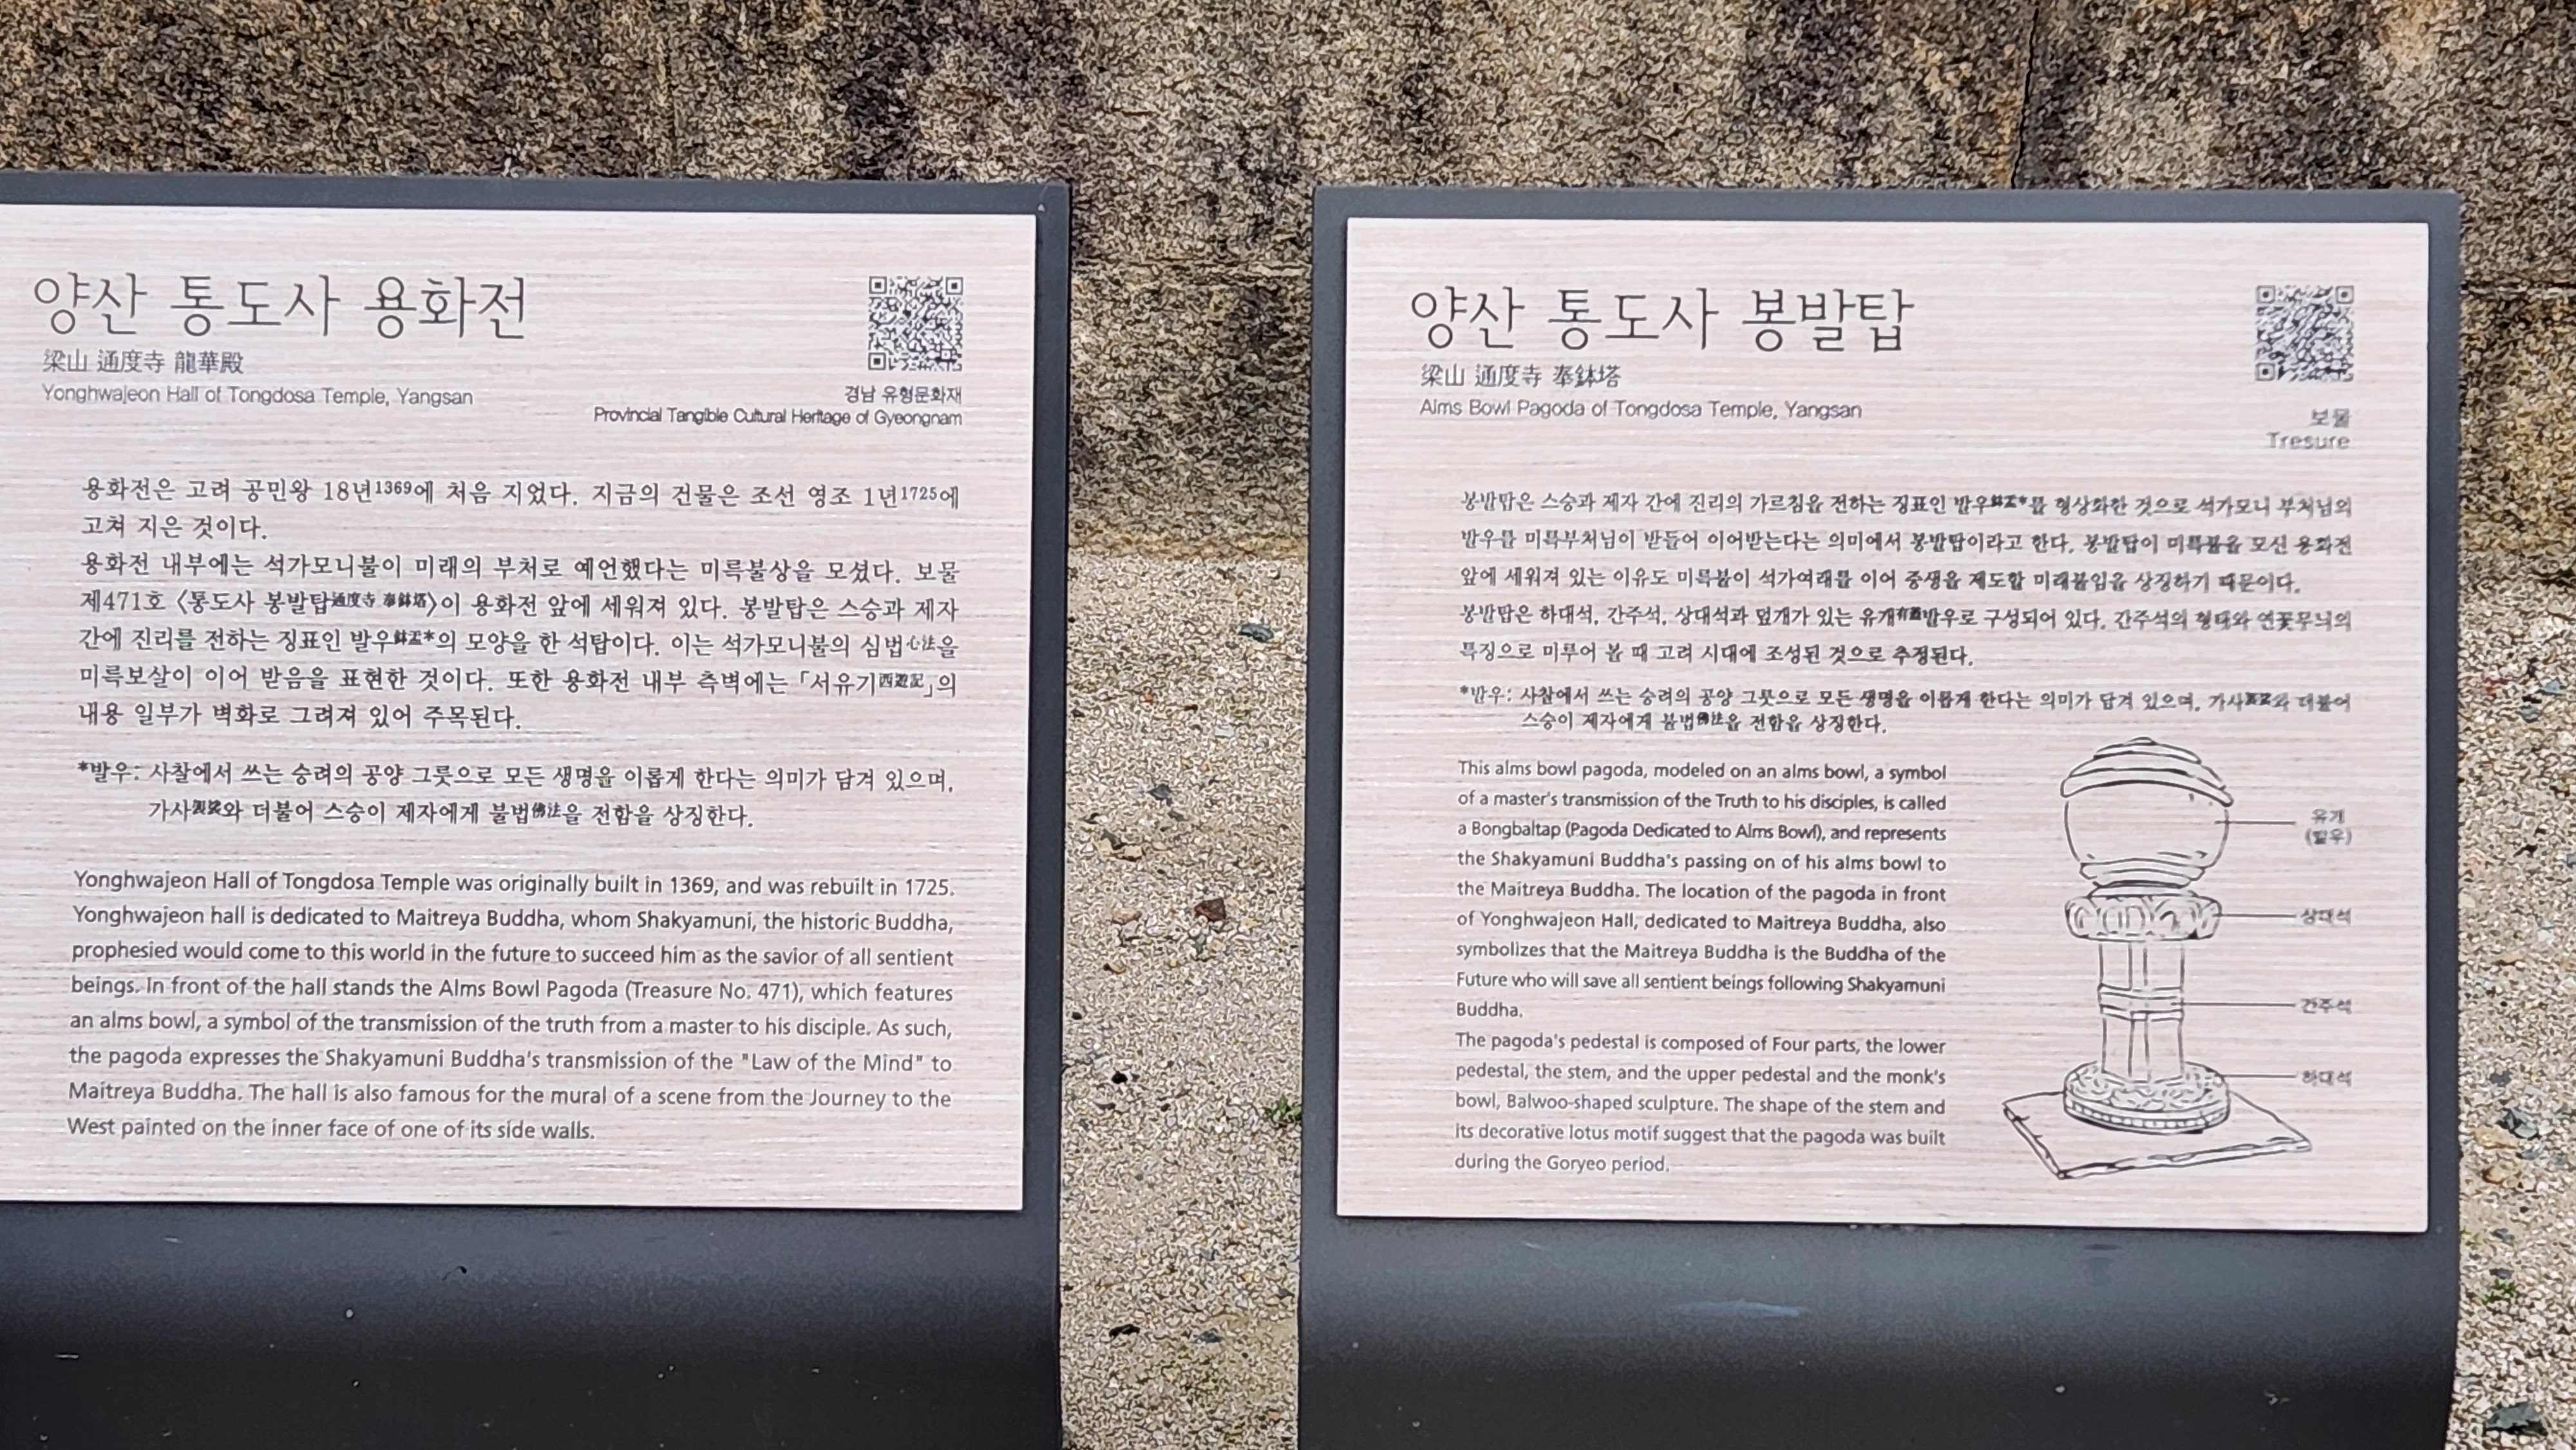 양산 통도사 용화전
梁山 通度寺 龍華殿
Yonghwajeon Hall of Tongdosa Temple, Yangsan
경남 유형문화재
Provincial Tangible Cultural Heritage of Gyeongnam
용화전은 고려 공민왕 18년1369에 처음 지었다. 지금의 건물은 조선 영조 1년1725에
고쳐 지은 것이다.
용화전 내부에는 석가모니불이 미래의 부처로 예언했다는 미륵불상을 모셨다. 보물
제471호 〈통도사 봉발탑通度寺 奉鉢塔〉이 용화전 앞에 세워져 있다. 봉발탑은 스승과 제자
간에 진리를 전하는 징표인 발우鉢盂*의 모양을 한 석탑이다. 이는 석가모니불의 심법心法을
미륵보살이 이어 받음을 표현한 것이다. 또한 용화전 내부 측벽에는 「서유기西遊記」의
내용 일부가 벽화로 그려져 있어 주목된다.
*발우: 사찰에서 쓰는 승려의 공양 그릇으로 모든 생명을 이롭게 한다는 의미가 담겨 있으며,
가사袈裟와 더불어 스승이 제자에게 불법佛法을 전함을 상징한다.
Yonghwajeon Hall of Tongdosa Temple was originally built in 1369, and was rebuilt in 1725.
Yonghwajeon hall is dedicated to Maitreya Buddha, whom Shakyamuni, the historic Buddha,
prophesied would come to this world in the future to succeed him as the savior of all sentient
beings. In front of the hall stands the Alms Bowl Pagoda (Treasure No. 471), which features
an alms bowl, a symbol of the transmission of the truth from a master to his disciple. As such,
the pagoda expresses the Shakyamuni Buddha's transmission of the "Law of the Mind" to
Maitreya Buddha. The hall is also famous for the mural of a scene from the Journey to the
West painted on the inner face of one of its side walls.
양산 통도사 봉발탑
梁山 通度寺 奉鉢塔
Alms Bowl Pagoda of Tongdosa Temple, Yangsan
보물
Tresure
봉발탑은 스승과 제자 간에 진리의 가르침을 전하는 징표인 발우鉢盂*를 형상화한 것으로 석가모니 부처님의
발우를 미륵부처님이 받들어 이어받는다는 의미에서 봉발탑이라고 한다. 봉발탑이 미륵불을 모신 용화전
앞에 세워져 있는 이유도 미륵불이 석가여래를 이어 중생을 제도할 미래불임을 상징하기 때문이다.
봉발탑은 하대석, 간주석, 상대석과 덮개가 있는 유개有蓋발우로 구성되어 있다. 간주석의 형태와 연꽃무늬의
특징으로 미루어 볼 때 고려 시대에 조성된 것으로 추정된다.
*발우: 사찰에서 쓰는 승려의 공양 그릇으로 모든 생명을 이롭게 한다는 의미가 담겨 있으며, 가사袈裟와 더불어
스승이 제자에게 불법佛法을 전함을 상징한다.
This alms bowl pagoda, modeled on an alms bowl, a symbol
of a master's transmission of the Truth to his disciples, is called
a Bongbaltap (Pagoda Dedicated to Alms Bowl), and represents
the Shakyamuni Buddha's passing on of his alms bowl to
the Maitreya Buddha. The location of the pagoda in front
of Yonghwajeon Hall, dedicated to Maitreya Buddha, also
symbolizes that the Maitreya Buddha is the Buddha of the
Future who will save all sentient beings following Shakyamuni
Buddha.
The pagoda's pedestal is composed of Four parts, the lower
pedestal, the stem, and the upper pedestal and the monk's
bowl, Balwoo-shaped sculpture. The shape of the stem and
its decorative lotus motif suggest that the pagoda was built
during the Goryeo period.
유개
(발우)
상대석
간주석
하대석